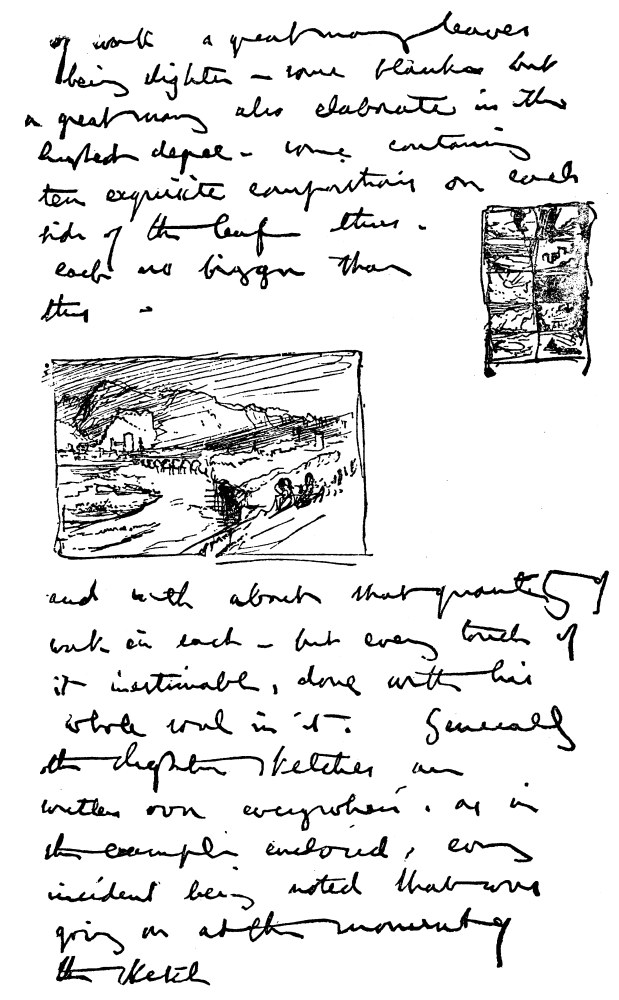 of work a great many leaves
being slighter – some blanks but
a great many also elaborate in the
highest degree – some containing
ten exquisite compositions on each
side of the leaf thus –
each no bigger than
this –
and with about that quantity of
work in each – but every touch of
it inestimable, done with his
whole soul in it. Generally
the slighter sketches are
written over everywhere, as in
the example enclosed, every
incident being noted that was
going on at the moment of
the sketch